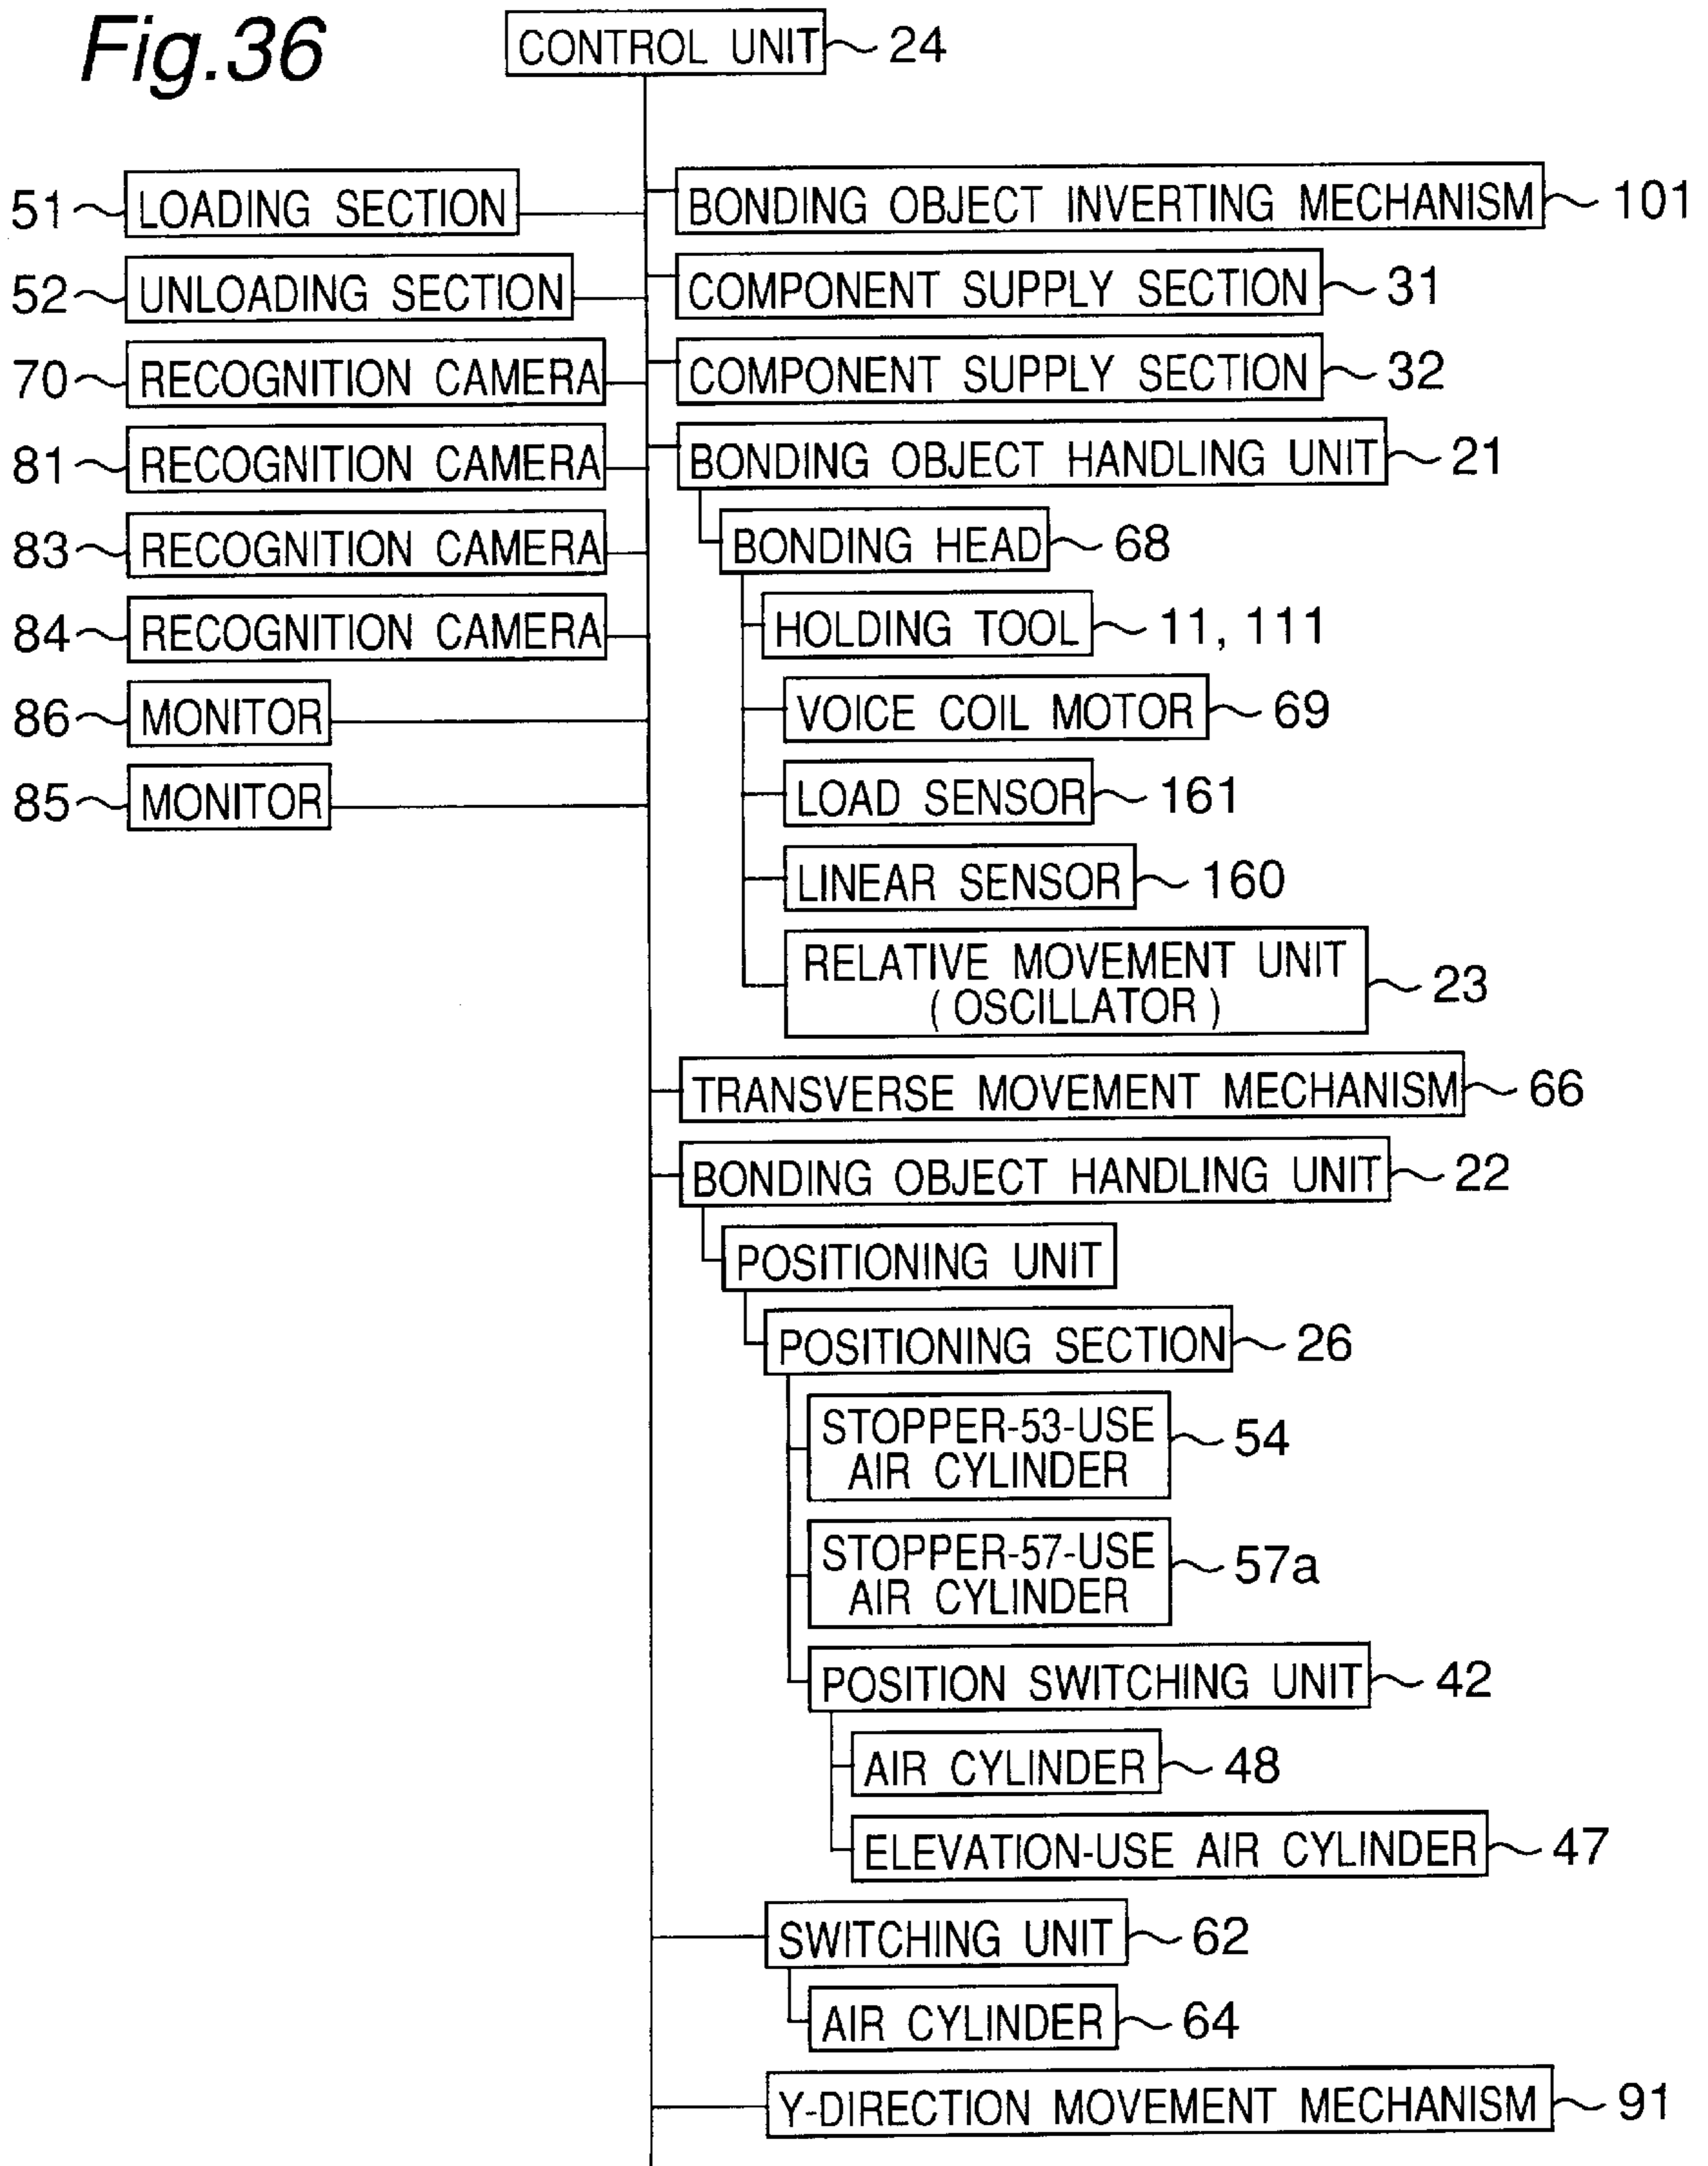 Fig.36
CONTROL UNIT 24
51 LOADING SECTION
52 UNLOADING SECTION
70 RECOGNITION CAMERA
81 RECOGNITION CAMERA
83 RECOGNITION CAMERA
84 RECOGNITION CAMERA
86 MONITOR
85 MONITOR
BONDING OBJECT INVERTING MECHANISM 101
COMPONENT SUPPLY SECTION 31
COMPONENT SUPPLY SECTION 32
BONDING OBJECT HANDLING UNIT 21
BONDING HEAD 68
HOLDING TOOL 11, 111
VOICE COIL MOTOR 69
LOAD SENSOR 161
LINEAR SENSOR 160
RELATIVE MOVEMENT UNIT
(OSCILLATOR) 23
TRANSVERSE MOVEMENT MECHANISM 66
BONDING OBJECT HANDLING UNIT 22
POSITIONING UNIT
POSITIONING SECTION 26
STOPPER-53-USE
AIR CYLINDER 54
STOPPER-57-USE
AIR CYLINDER 57a
POSITION SWITCHING UNIT 42
AIR CYLINDER 48
ELEVATION-USE AIR CYLINDER 47
SWITCHING UNIT 62
AIR CYLINDER 64
Y-DIRECTION MOVEMENT MECHANISM 91